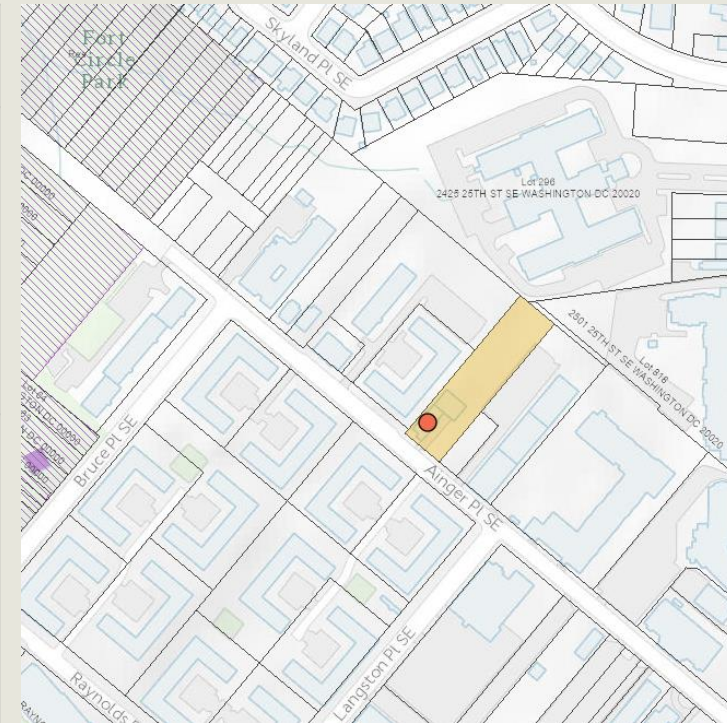 Fort
Circle
Park
Skyland Pl SE
Lot 296
2425 25TH ST SE WASHINGTON DC 20020
2501 25TH ST SE WASHINGTON DC 20020
Lot 816
Bruce Pl SE
Ainger Pl SE
Langston Pl SE
Raynolds